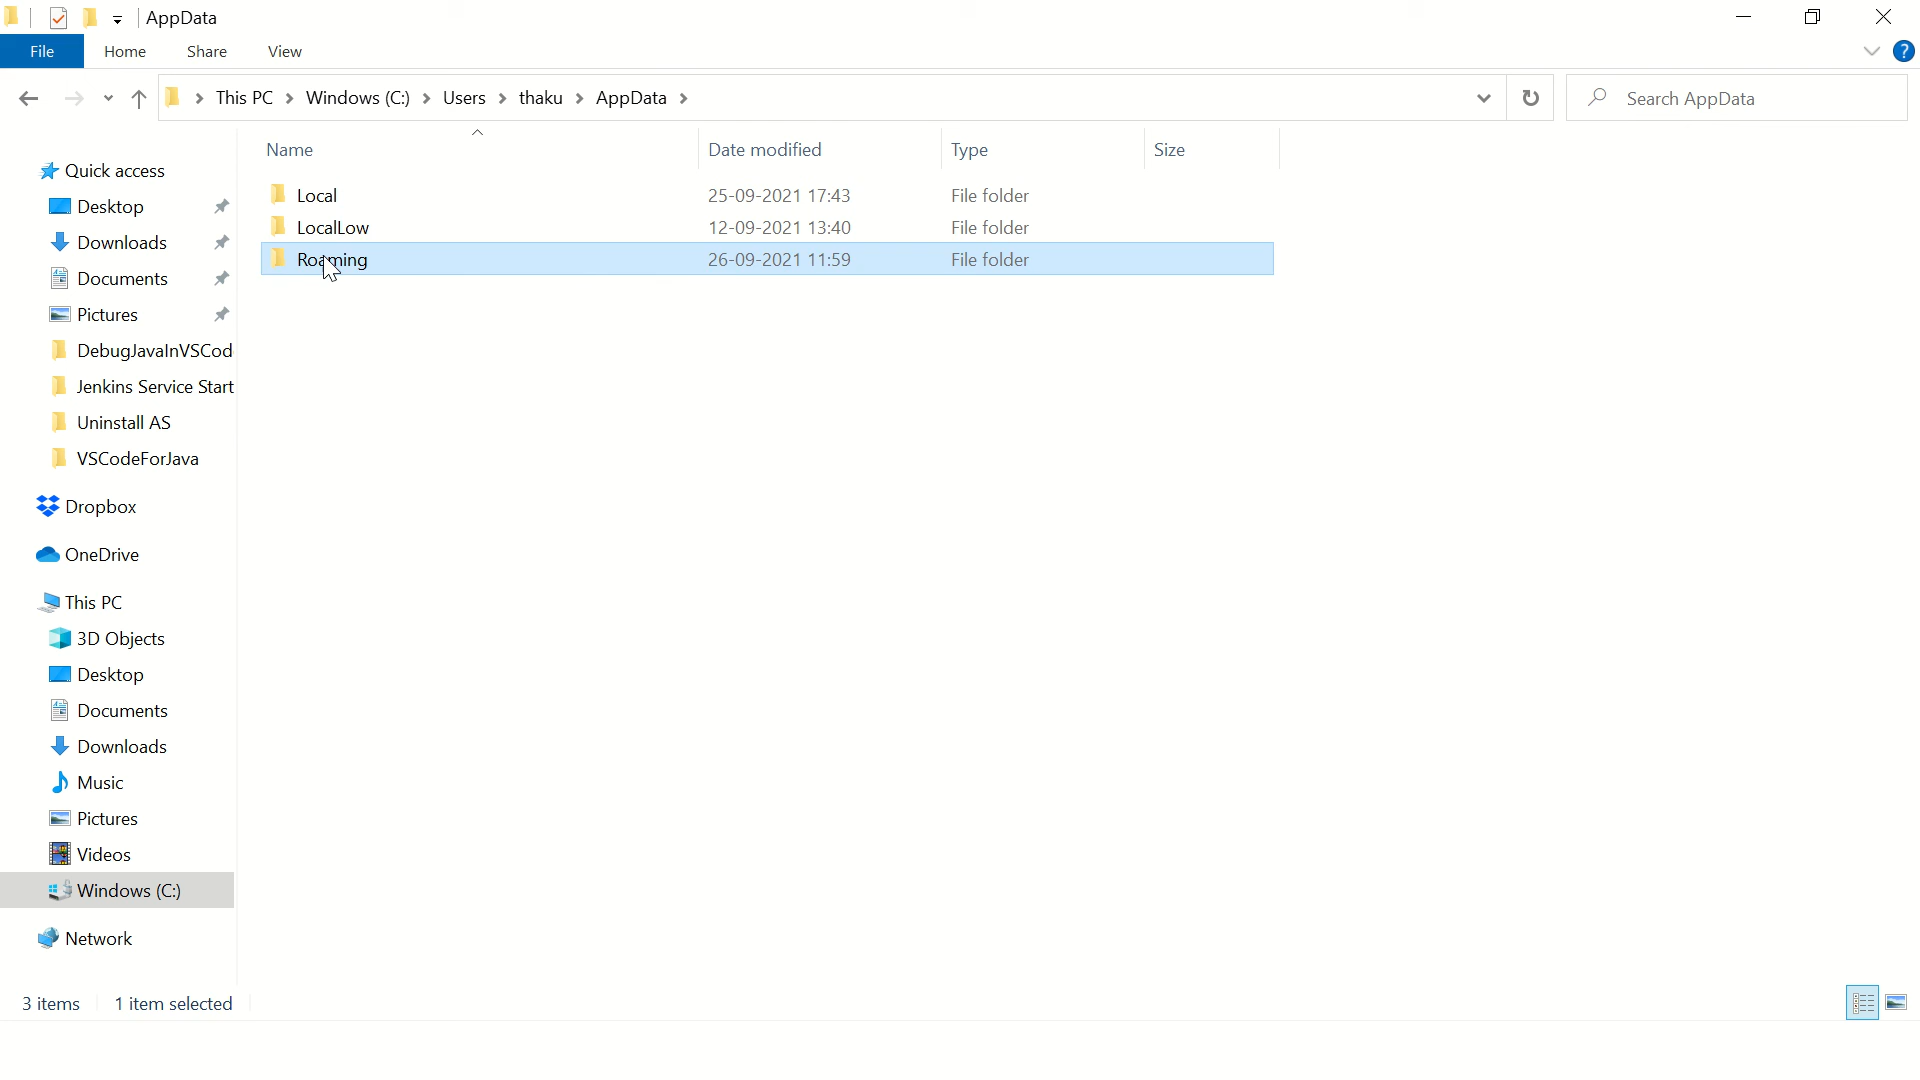 AppData
File Home Share View
This PC > Windows (C:) > Users > thaku > AppData >
Search AppData
Name Date modified Type Size
Local 25-09-2021 17:43 File folder
LocalLow 12-09-2021 13:40 File folder
Roaming 26-09-2021 11:59 File folder
Quick access
Desktop
Downloads
Documents
Pictures
DebugJavaInVSCod
Jenkins Service Start
Uninstall AS
VSCodeForJava
Dropbox
OneDrive
This PC
3D Objects
Desktop
Documents
Downloads
Music
Pictures
Videos
Windows (C:)
Network
3 items 1 item selected